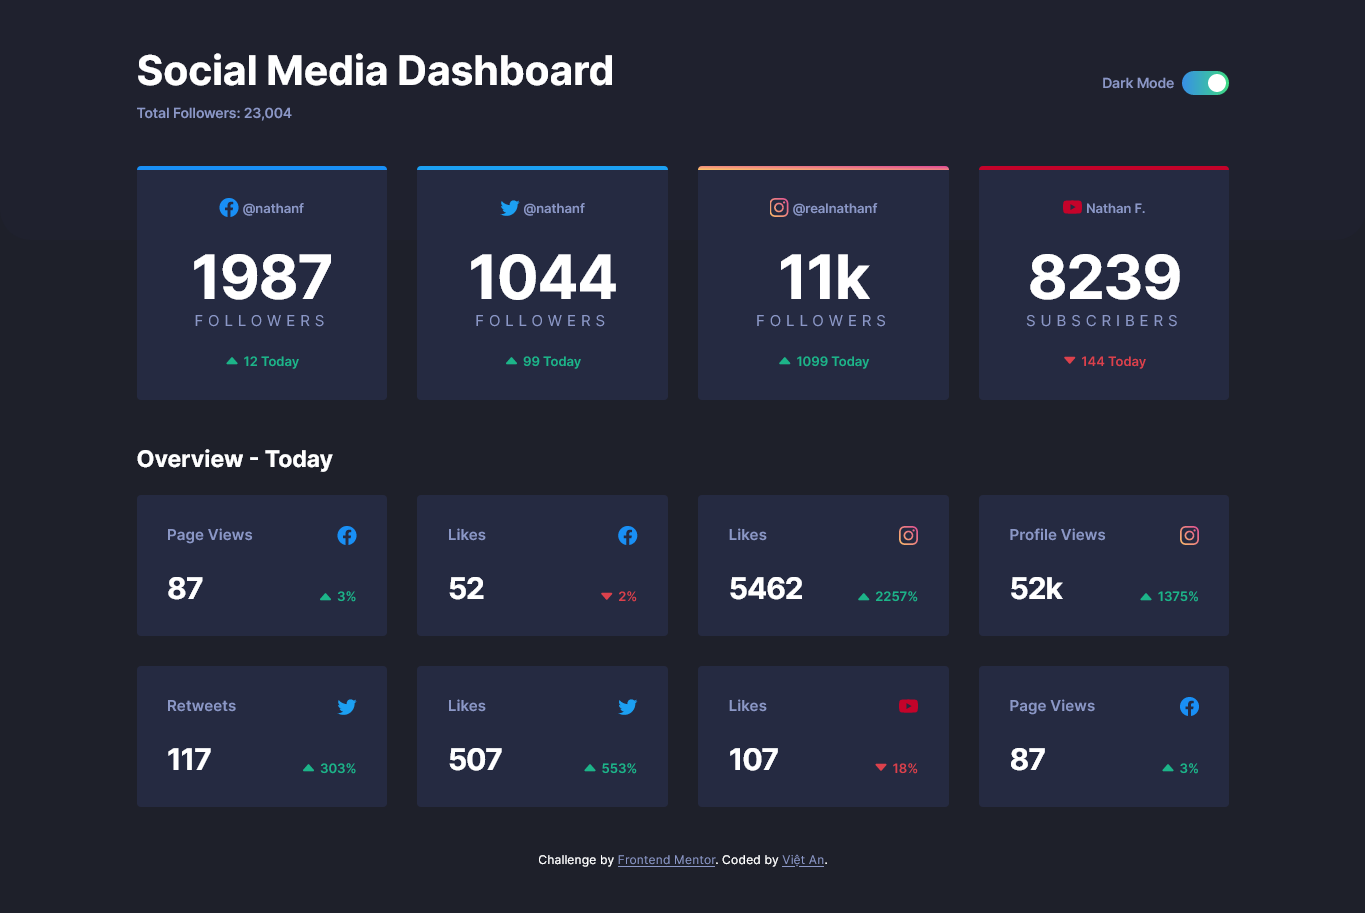 Social Media Dashboard
Total Followers: 23,004
Dark Mode
@nathanf
1987
FOLLOWERS
12 Today
@nathanf
1044
FOLLOWERS
99 Today
@realnathanf
11k
FOLLOWERS
1099 Today
Nathan F.
8239
SUBSCRIBERS
144 Today
Overview - Today
Page Views
87
3%
Likes
52
2%
Likes
5462
2257%
Profile Views
52k
1375%
Retweets
117
303%
Likes
507
553%
Likes
107
18%
Page Views
87
3%
Challenge by Frontend Mentor. Coded by Việt An.